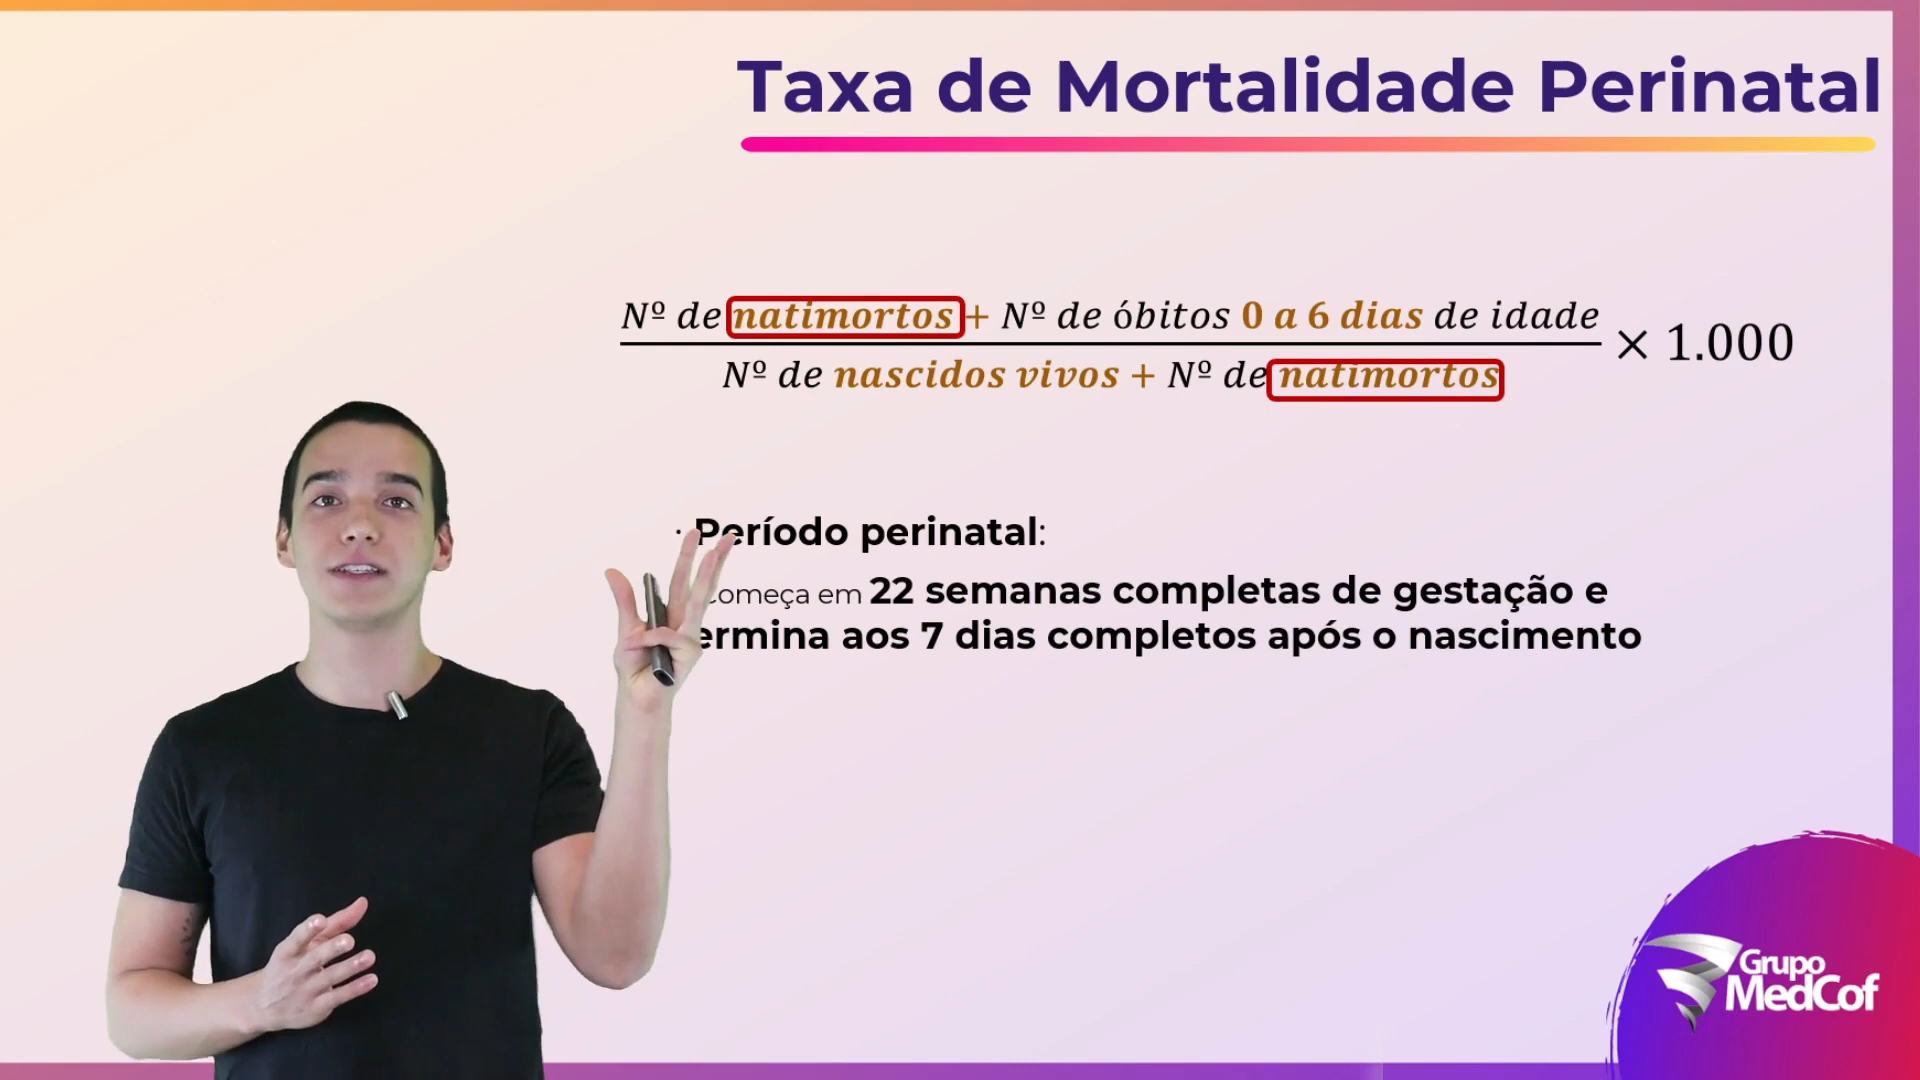 Taxa de Mortalidade Perinatal
Nº de natimortos + Nº de óbitos 0 a 6 dias de idade
Nº de nascidos vivos + Nº de natimortos
× 1.000
· Período perinatal:
omeça em 22 semanas completas de gestação e
ermina aos 7 dias completos após o nascimento
Grupo
MedCof